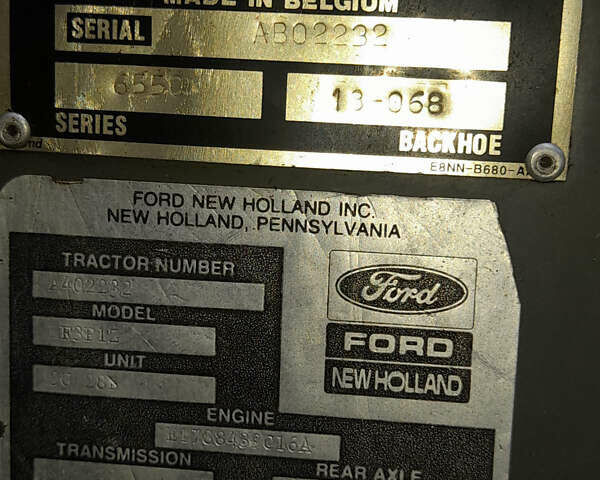 MADE IN BELGIUM
SERIAL AB02232
655C 13-068
SERIES BACKHOE
E8NN-B680-A
FORD NEW HOLLAND INC.
NEW HOLLAND, PENNSYLVANIA
TRACTOR NUMBER
A402232
MODEL
Ford
UNIT
FORD
NEW HOLLAND
ENGINE
TRANSMISSION
REAR AXLE